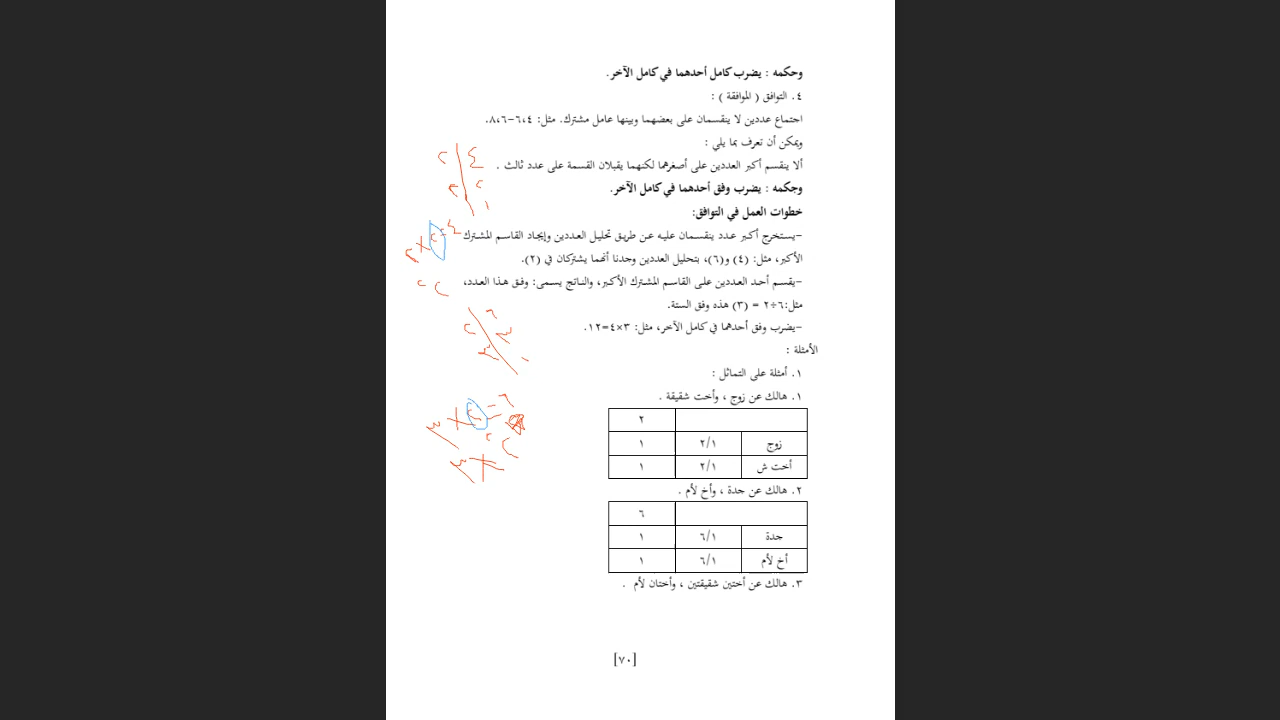 وحكمه : يضرب كامل أحدهما في كامل الآخر.
٤. التوافق ( الموافقة ) :
اجتماع عددين لا ينقسمان على بعضهما وبينها عامل مشترك. مثل: ٦،٤-٨،٦.
ويمكن أن تعرف بما يلي :
ألا ينقسم أكبر العددين على أصغرهما لكنهما يقبلان القسمة على عدد ثالث .
وحكمه : يضرب وفق أحدهما في كامل الآخر.
خطوات العمل في التوافق:
-يستخرج أكبر عدد ينقسمان عليه عن طريق تحليل العددين وإيجاد القاسم المشترك
الأكبر، مثل: (٤) و(٦)، بتحليل العددين وجدنا أنهما يشتركان في (٢).
-يقسم أحد العددين على القاسم المشترك الأكبر، والناتج يسمى: وفق هذا العدد،
مثل:٦÷٢ = (٣) هذه وفق الستة.
-يضرب وفق أحدهما في كامل الآخر، مثل: ٣×٤=١٢.
الأمثلة :
١. أمثلة على التماثل :
١. هالك عن زوج ، وأخت شقيقة .
٢
زوج ٢/١ ١
أخت ش ٢/١ ١
٢. هالك عن جدة ، وأخ لأم .
٦
جدة ٦/١ ١
أخ لأم ٦/١ ١
٣. هالك عن أختين شقيقتين ، وأختان لأم .
[٧٠]